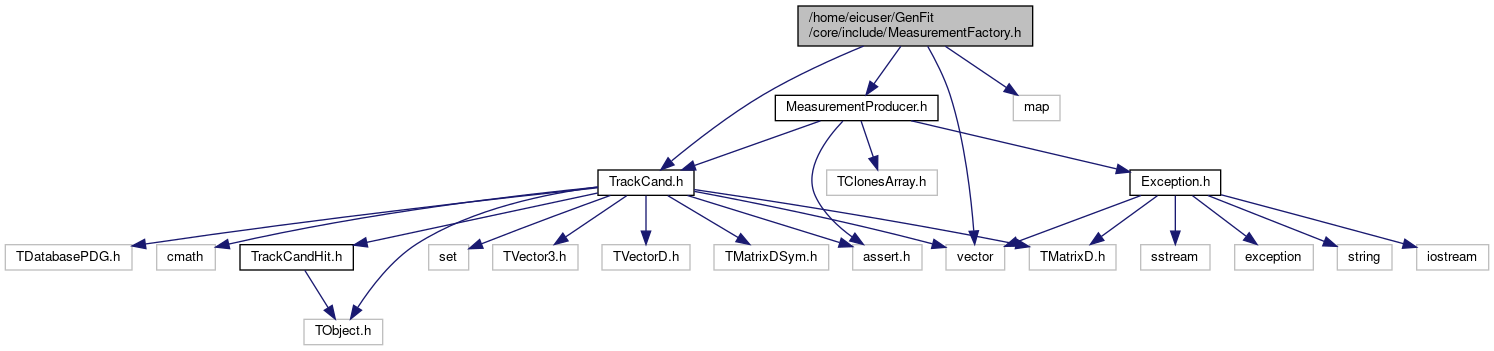 /home/eicuser/GenFit
/core/include/MeasurementFactory.h
MeasurementProducer.h
map
TrackCand.h
TClonesArray.h
Exception.h
TDatabasePDG.h
cmath
TrackCandHit.h
set
TVector3.h
TVectorD.h
TMatrixDSym.h
assert.h
vector
TMatrixD.h
sstream
exception
string
iostream
TObject.h